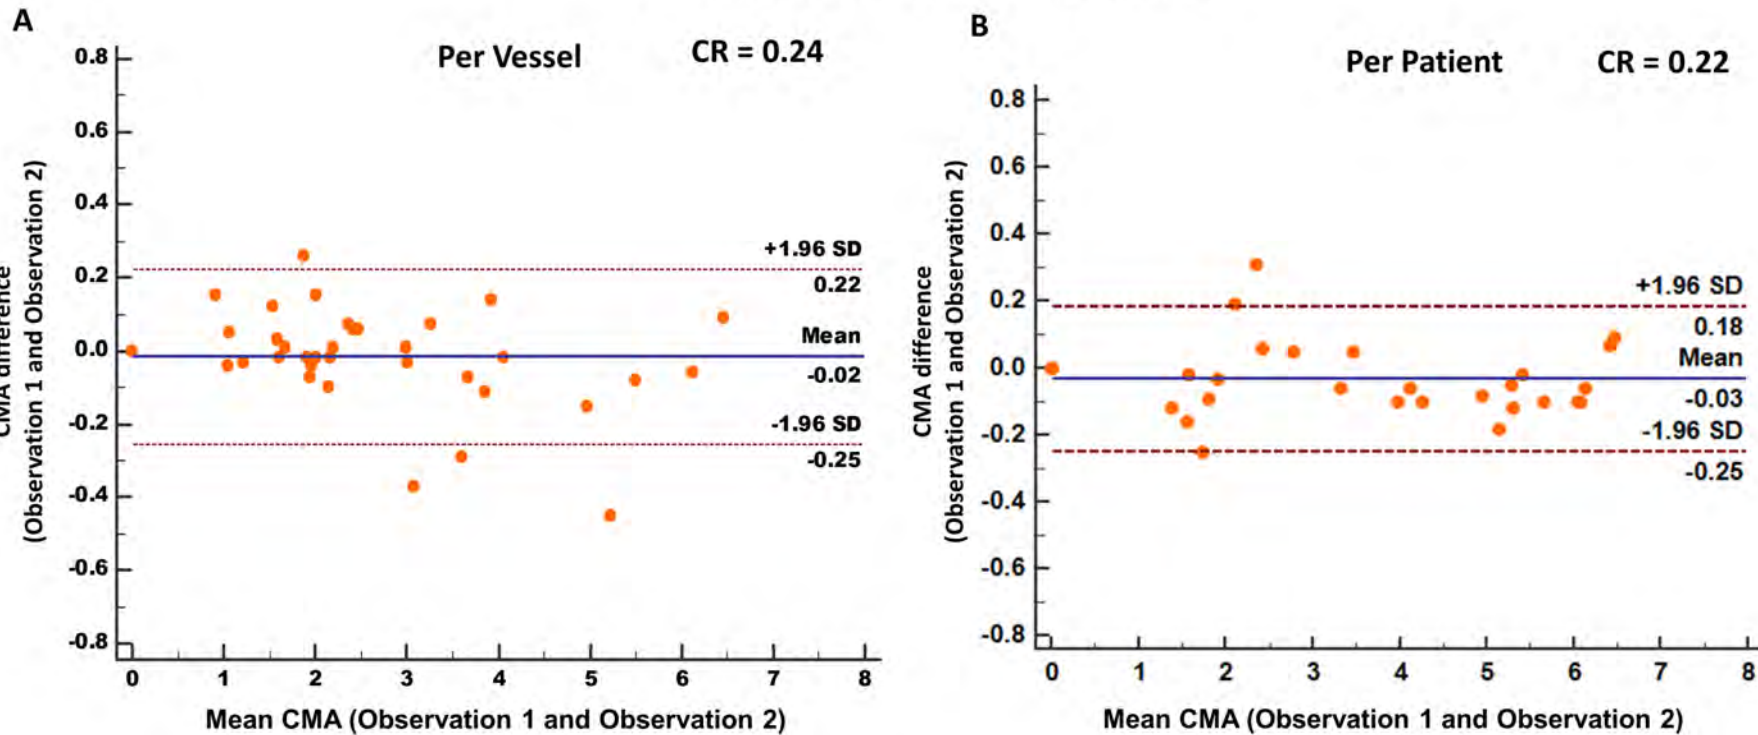 A
Per Vessel
CR = 0.24
CMA difference
(Observation 1 and Observation 2)
0.8
0.6
0.4
0.2
0.0
-0.2
-0.4
-0.6
-0.8
+1.96 SD
0.22
Mean
-0.02
-1.96 SD
-0.25
0 1 2 3 4 5 6 7 8
Mean CMA (Observation 1 and Observation 2)
B
Per Patient
CR = 0.22
CMA difference
(Observation 1 and Observation 2)
0.8
0.6
0.4
0.2
0.0
-0.2
-0.4
-0.6
-0.8
+1.96 SD
0.18
Mean
-0.03
-1.96 SD
-0.25
0 1 2 3 4 5 6 7 8
Mean CMA (Observation 1 and Observation 2)